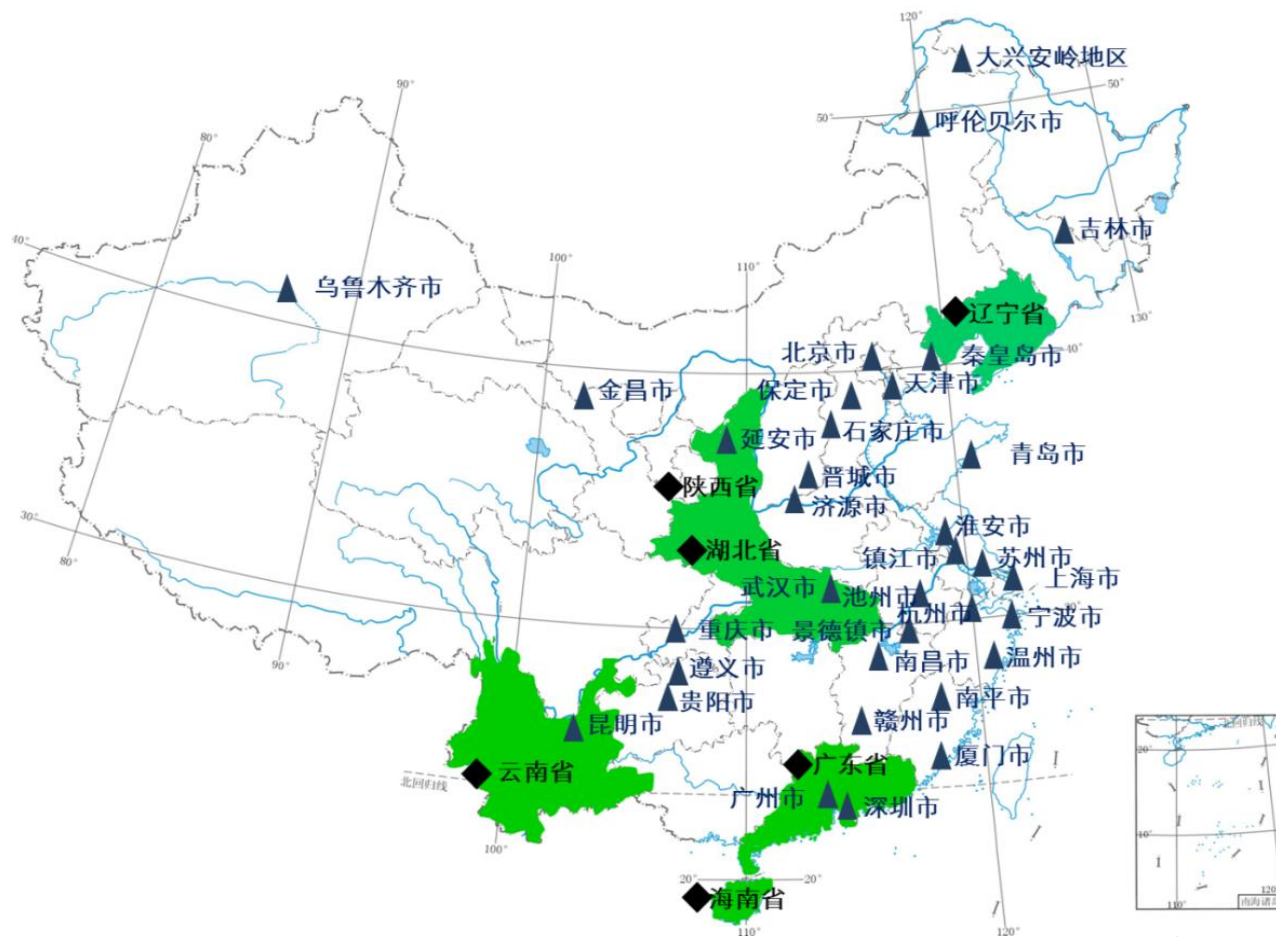 120°
大兴安岭地区
50°
50°
呼伦贝尔市
90°
80°
吉林市
40°
100°
110°
乌鲁木齐市
130°
辽宁省
北京市
秦皇岛市
40°
金昌市
保定市
天津市
延安市
石家庄市
青岛市
陕西省
晋城市
济源市
30°
淮安市
湖北省
镇江市
苏州市
80°
武汉市
池州市
上海市
杭州市
宁波市
重庆市
景德镇市
南昌市
温州市
90°
遵义市
贵阳市
南平市
昆明市
赣州市
北回归线
20°
厦门市
云南省
广东省
北回归线
广州市
深圳市
10°
100°
20°
20°
海南省
110°
120°
110°
120°